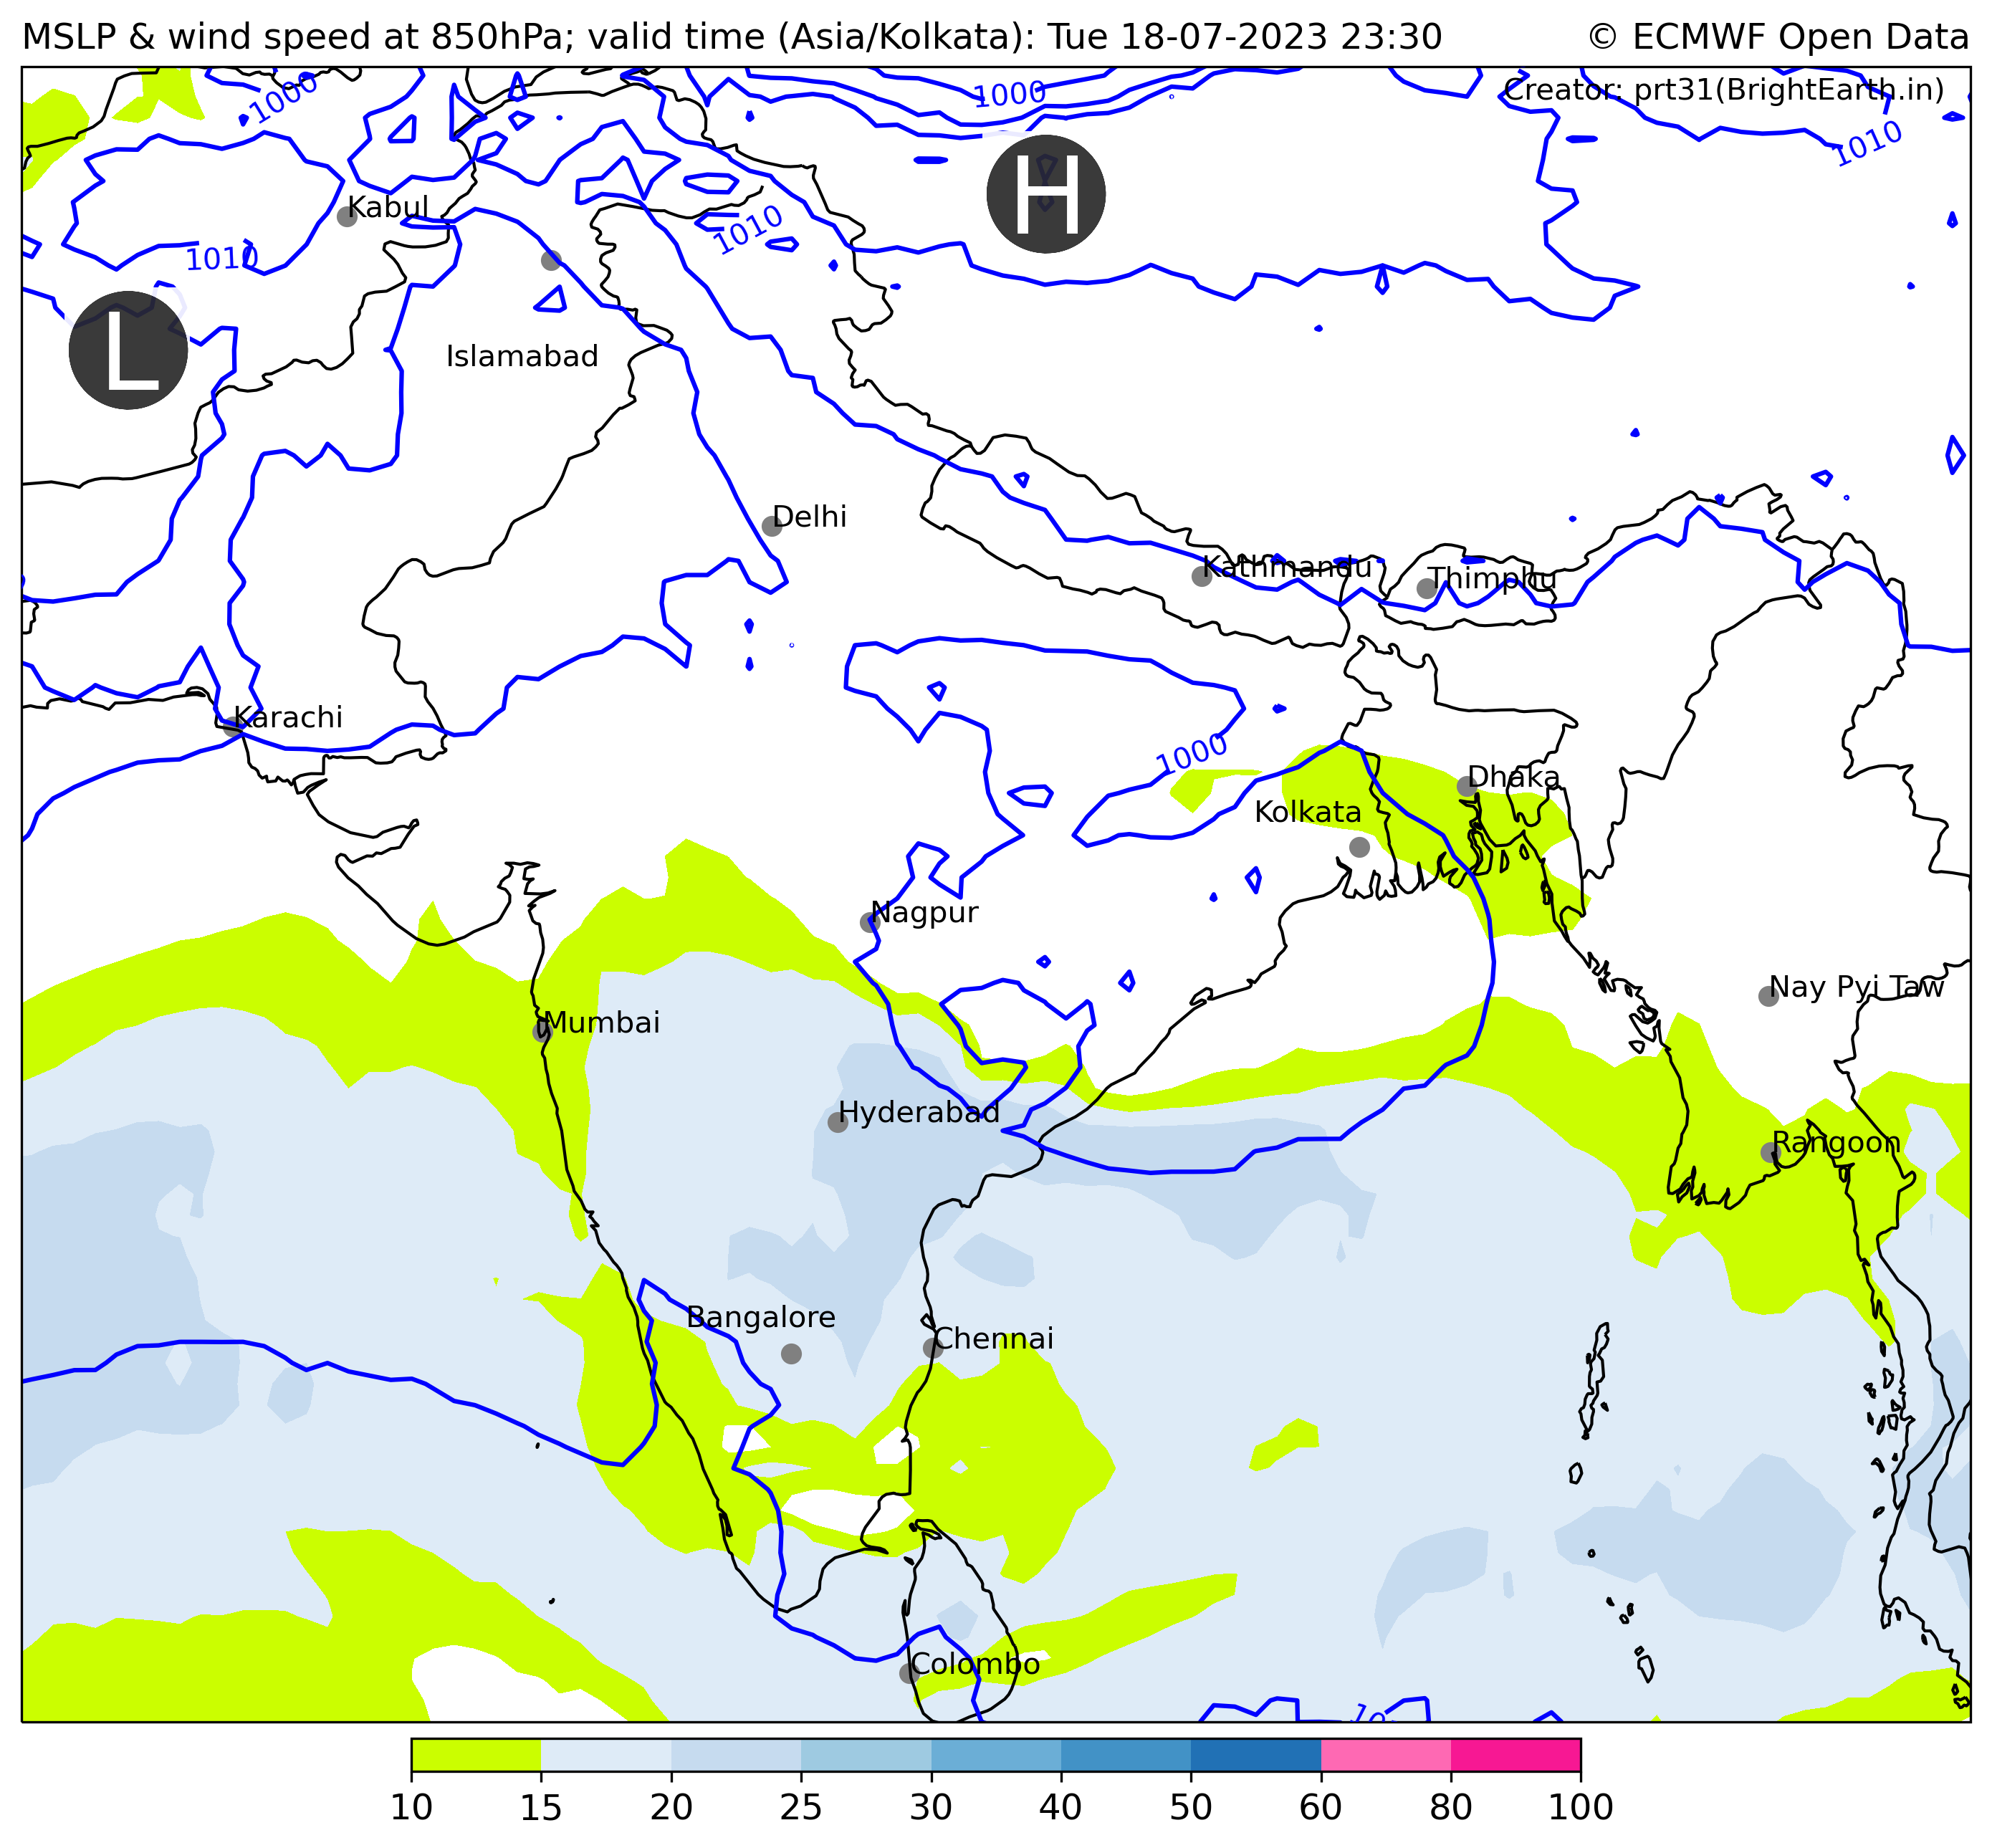 MSLP & wind speed at 850hPa; valid time (Asia/Kolkata): Tue 18-07-2023 23:30
© ECMWF Open Data
Creator: prt31(BrightEarth.in)
1000
1000
1010
H
Kabul
1010
1010
L
Islamabad
Delhi
Kathmandu
Thimphu
Karachi
1000
Dhaka
Kolkata
Nagpur
Nay Pyi Taw
Mumbai
Hyderabad
Rangoon
Bangalore
Chennai
Colombo
10 15 20 25 30 40 50 60 80 100